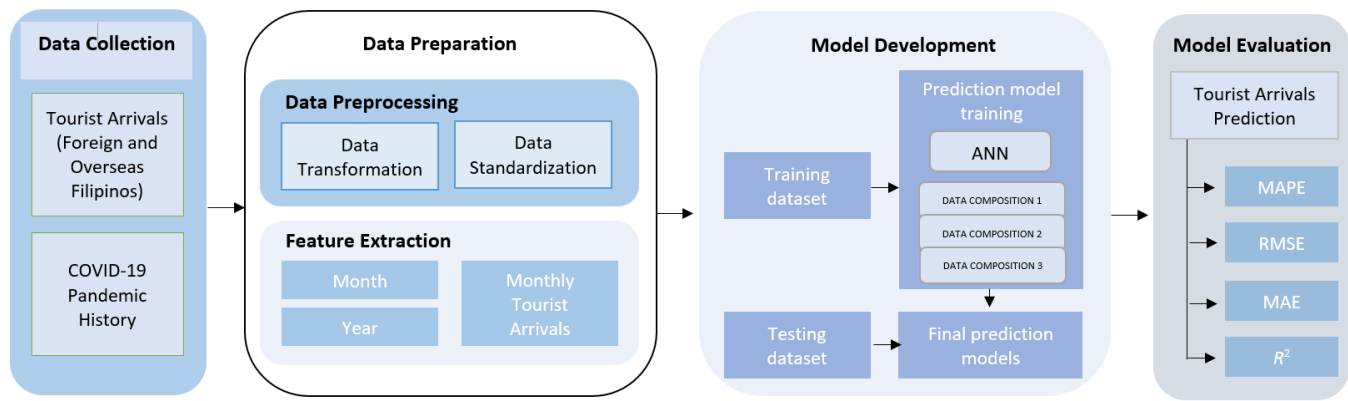 Data Collection
Tourist Arrivals
(Foreign and
Overseas
Filipinos)
COVID-19
Pandemic
History
Data Preparation
Data Preprocessing
Data
Transformation
Data
Standardization
Feature Extraction
Month
Year
Monthly
Tourist
Arrivals
Model Development
Training
dataset
Prediction model
training
ANN
DATA COMPOSITION 1
DATA COMPOSITION 2
DATA COMPOSITION 3
Testing
dataset
Final prediction
models
Model Evaluation
Tourist Arrivals
Prediction
MAPE
RMSE
MAE
R²